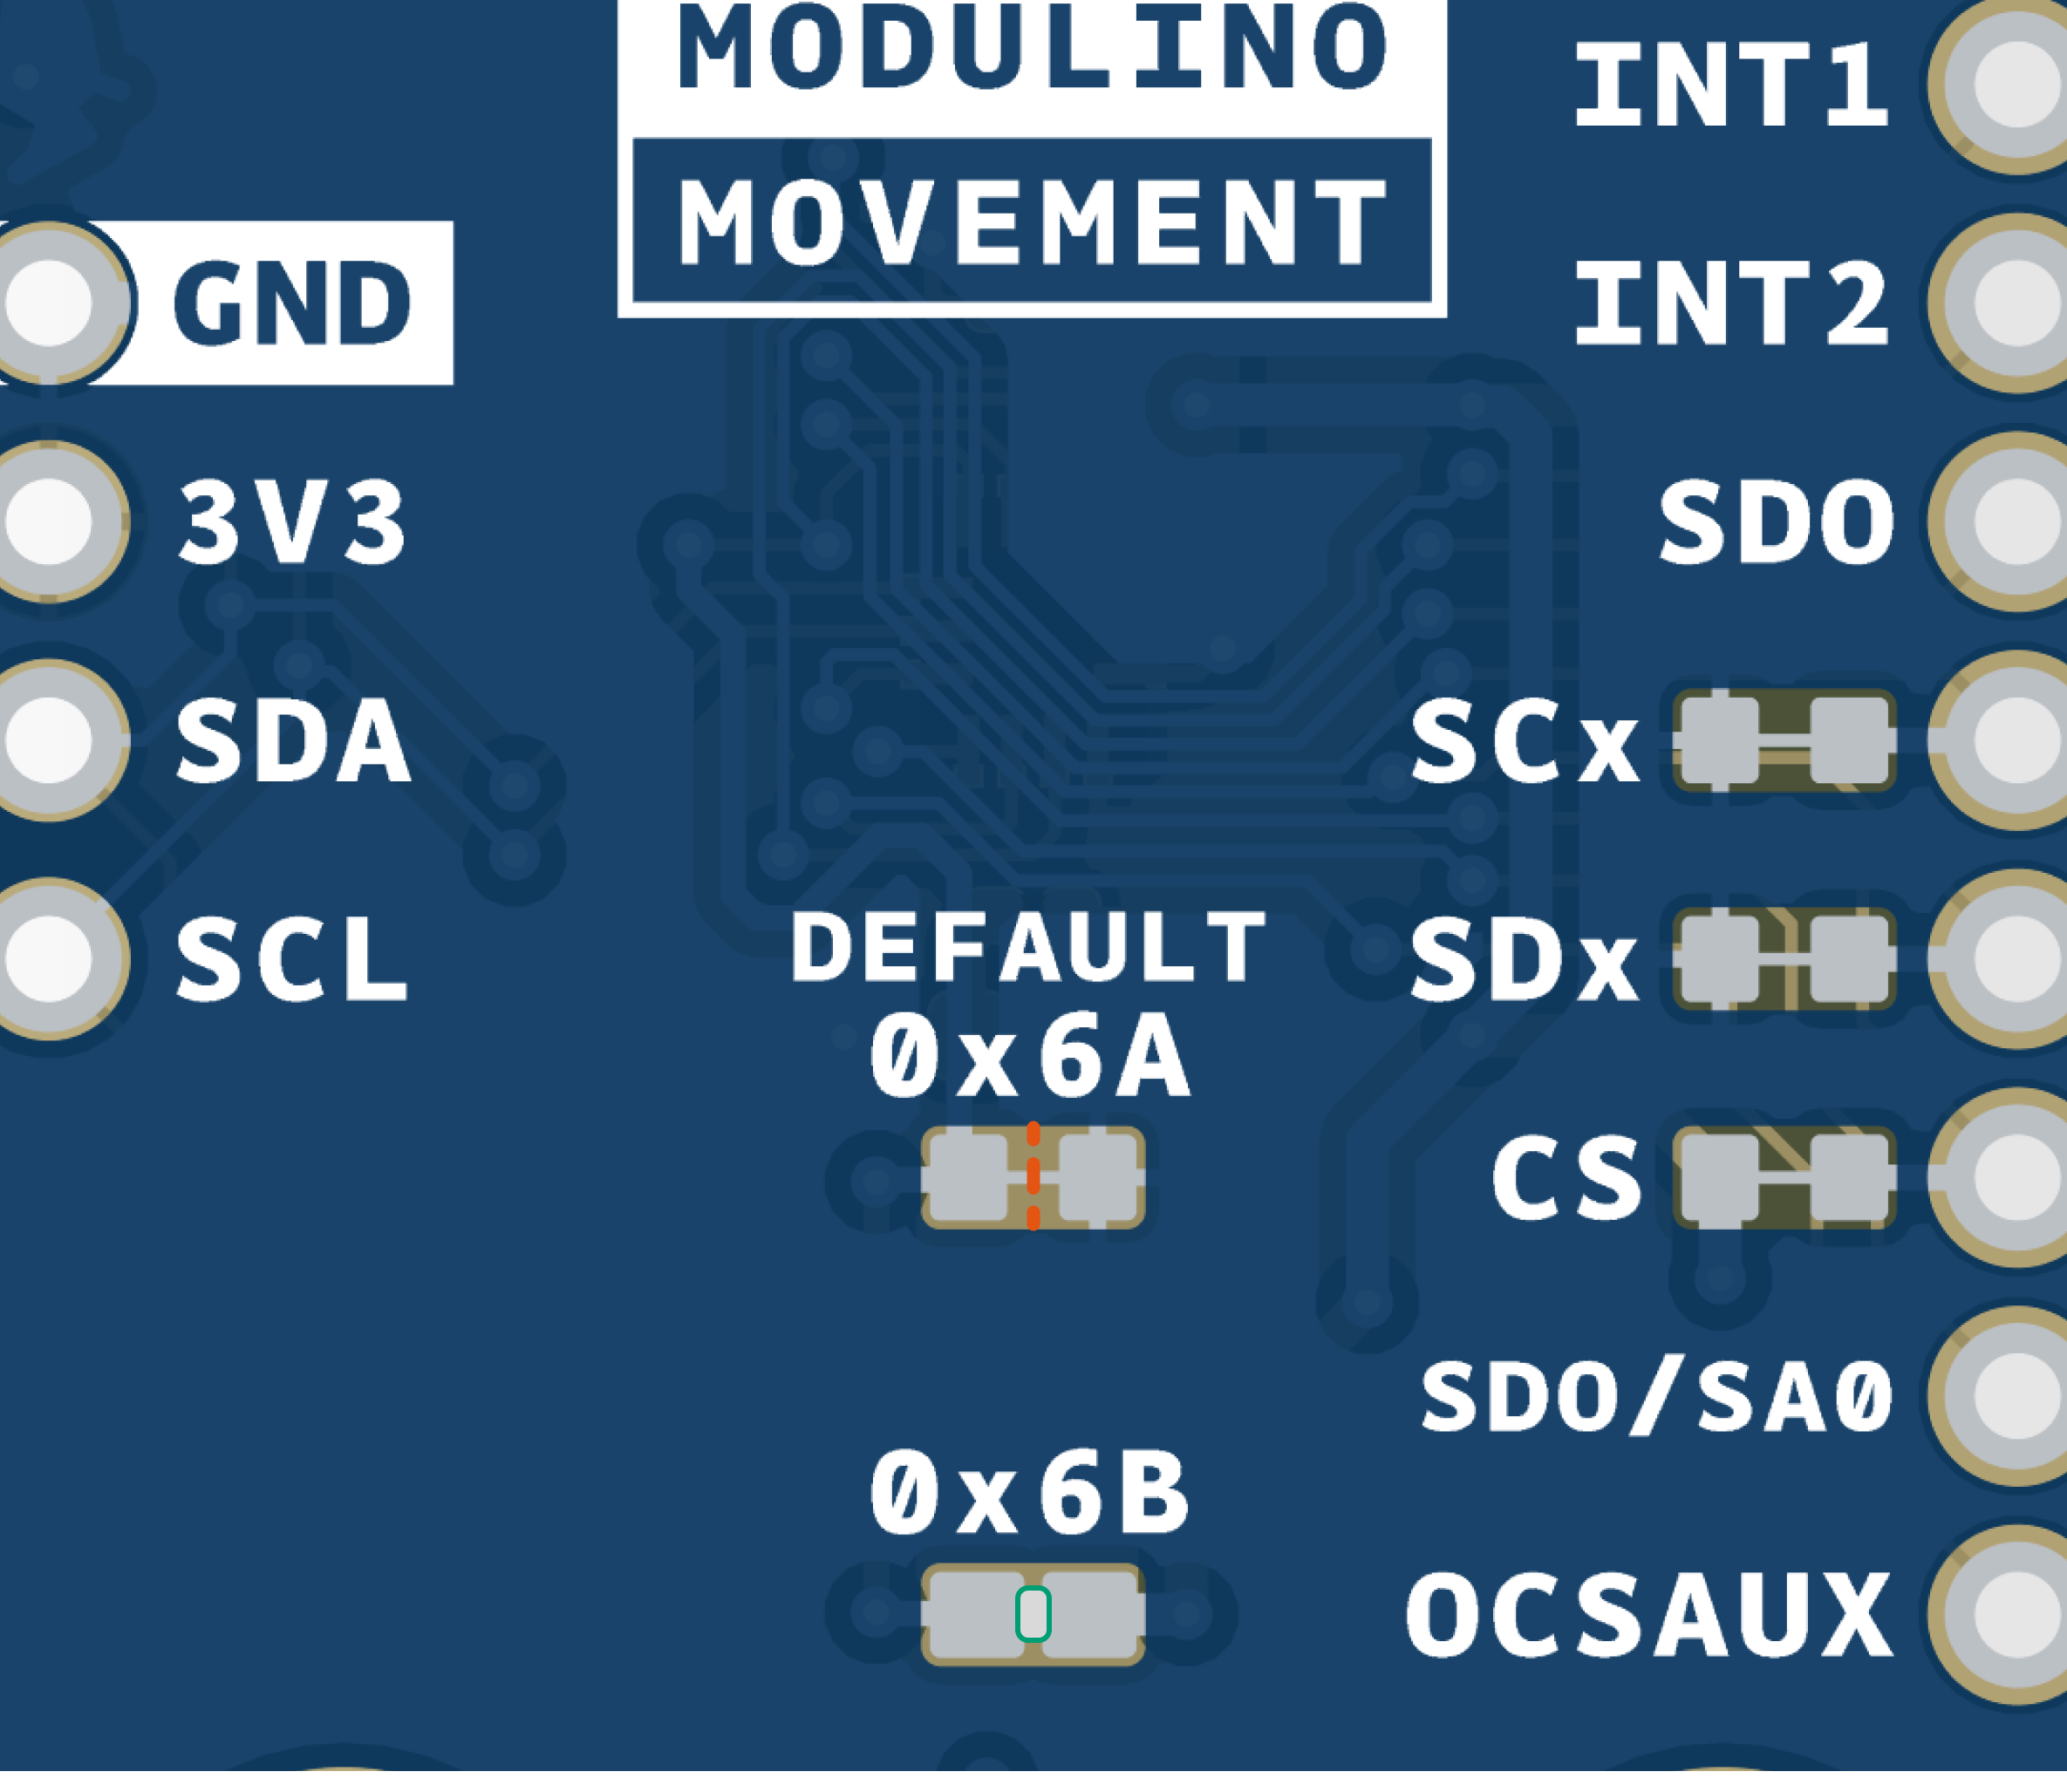 MODULINO
MOVEMENT
GND
3V3
SDA
SCL
INT1
INT2
SDO
SCx
SDx
CS
SDO/SA0
OCSAUX
DEFAULT
0x6A
0x6B